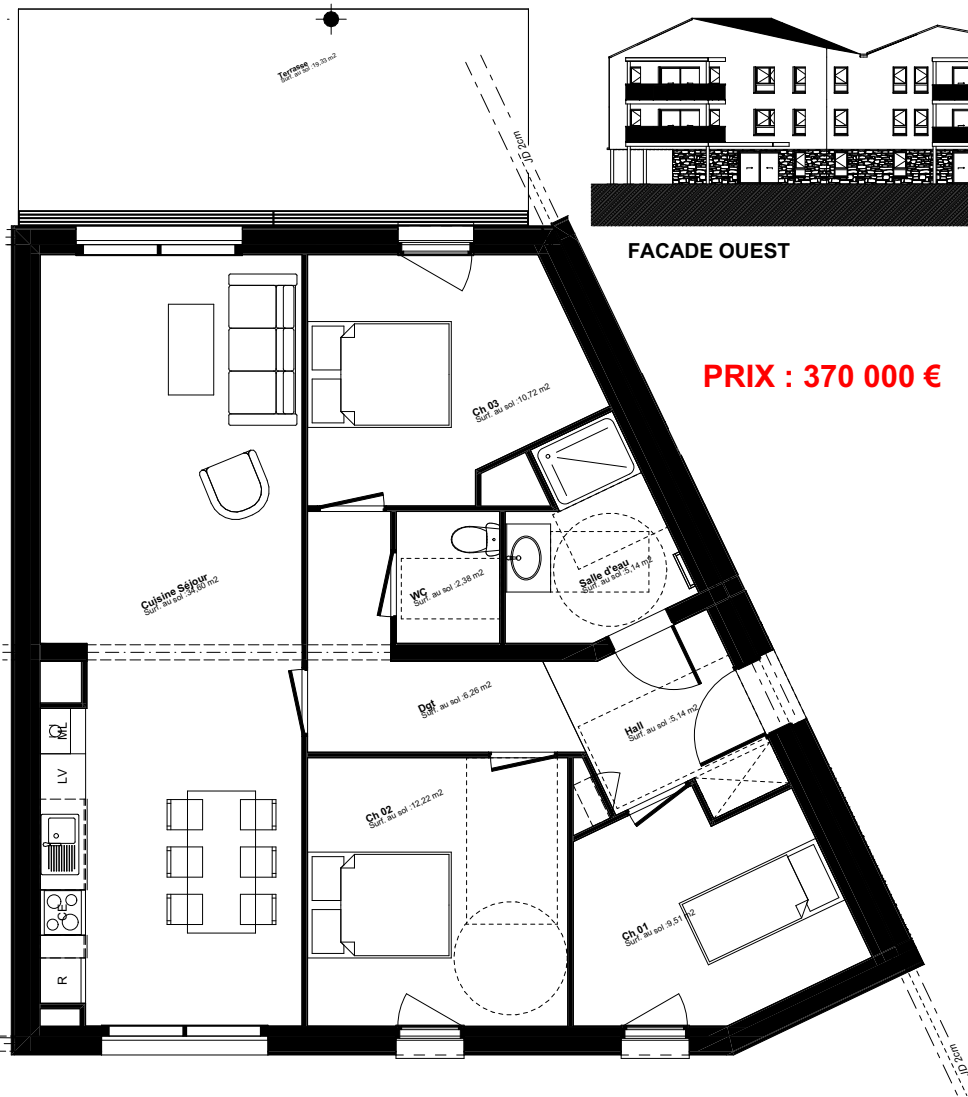 Terrasse
Surf. au sol :19,33 m2
JD 2cm
FACADE OUEST
PRIX : 370 000 €
Ch 03
Surf. au sol :10,72 m2
Cuisine Séjour
Surf. au sol :34,60 m2
WC
Surf. au sol :2,38 m2
Salle d'eau
Surf. au sol :5,14 m2
Dgt
Surf. au sol :6,26 m2
Hall
Surf. au sol :5,14 m2
ML
LV
CE
R
Ch 02
Surf. au sol :12,22 m2
Ch 01
Surf. au sol :9,51 m2
JD 2cm